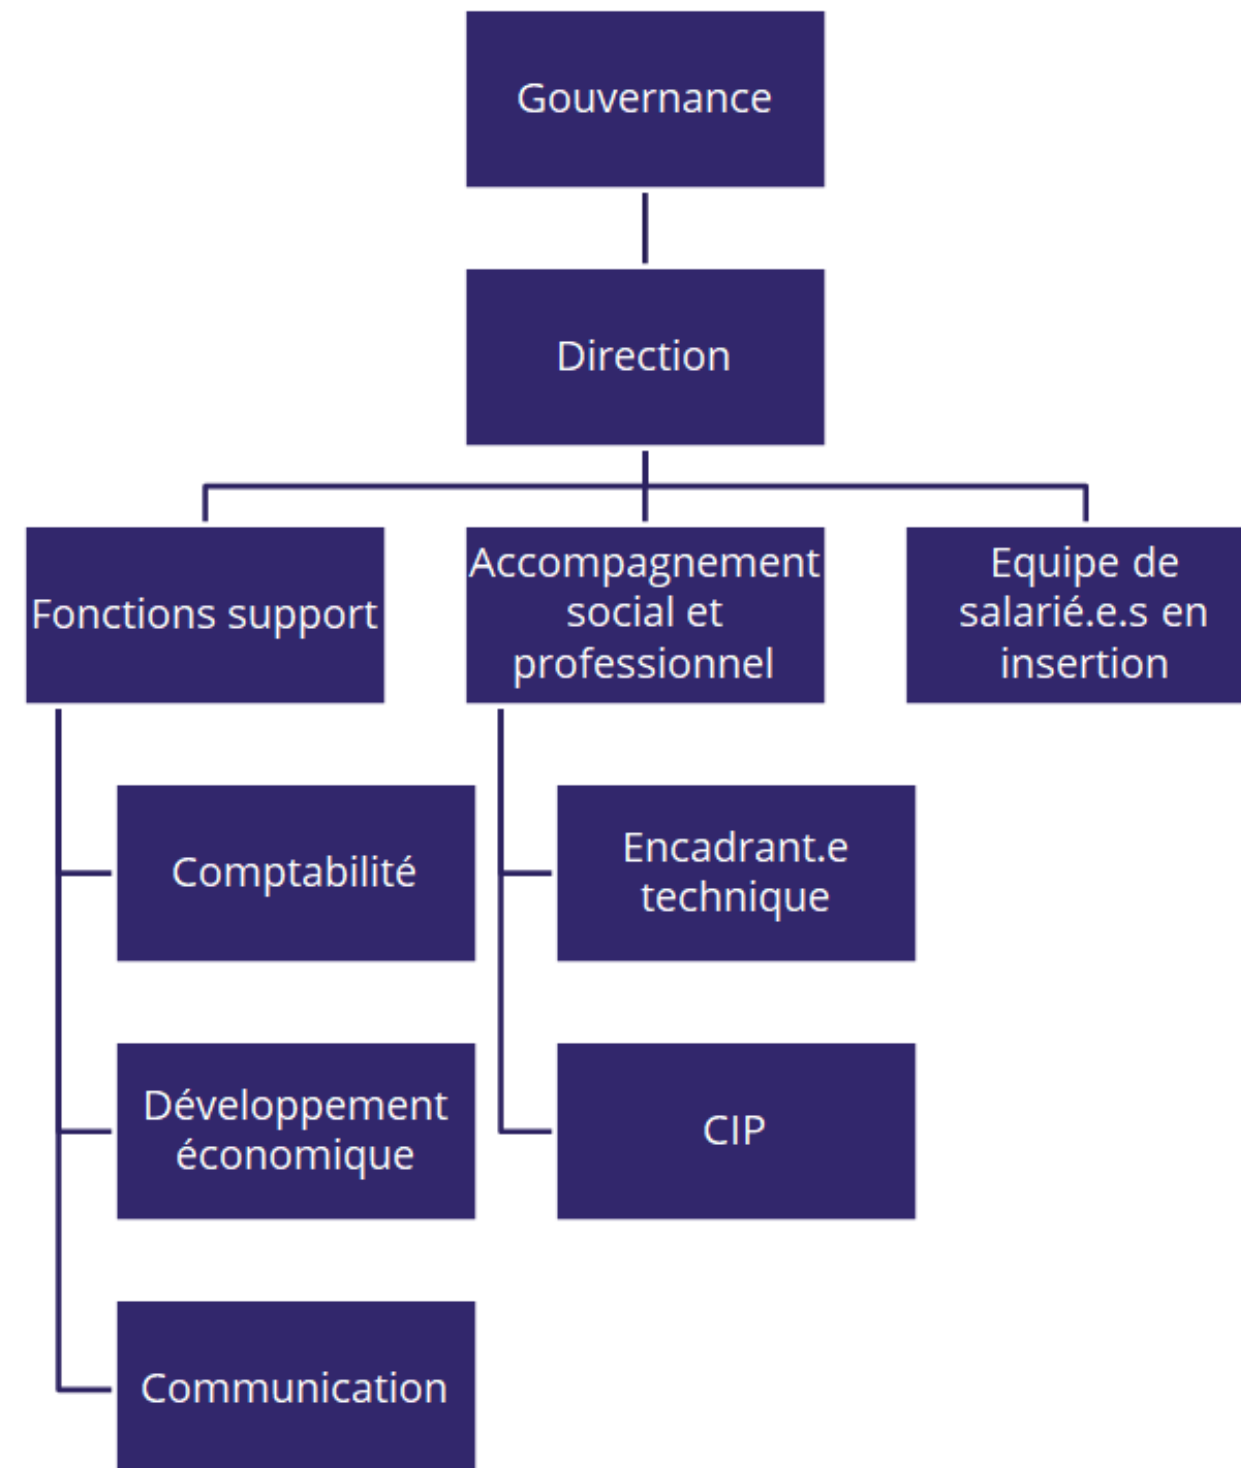 Gouvernance
Direction
Fonctions support
Accompagnement
social et
professionnel
Equipe de
salarié.e.s en
insertion
Comptabilité
Encadrant.e
technique
Développement
économique
CIP
Communication